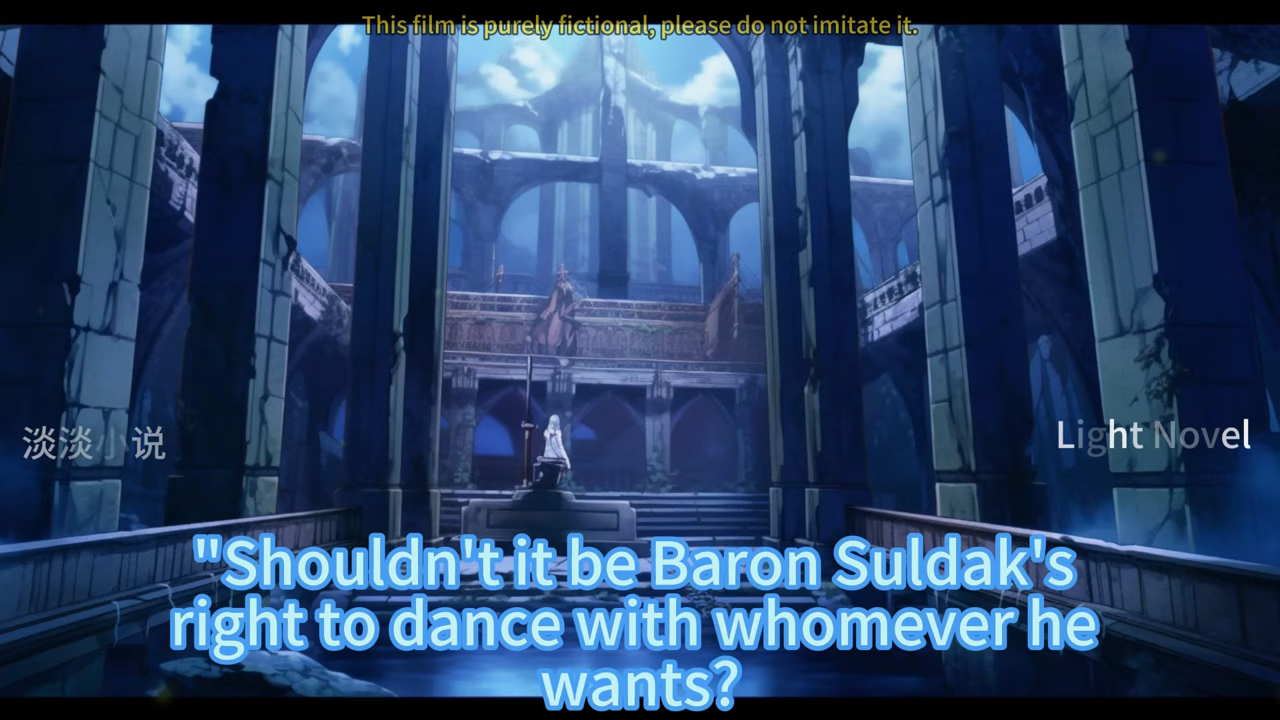 This film is purely fictional, please do not imitate it.
淡淡小说
Light Novel
"Shouldn't it be Baron Suldak's
right to dance with whomever he
wants?